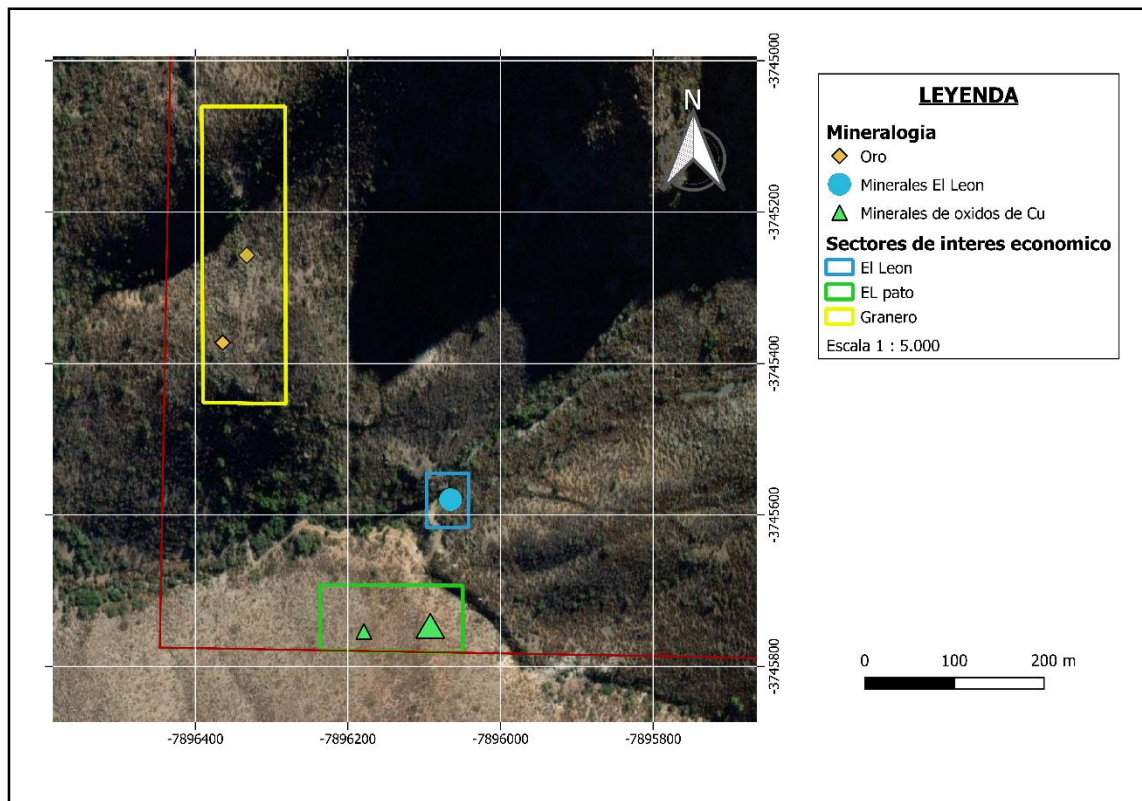 N
-3745000
-3745200
-3745400
-3745600
-3745800
-7896400
-7896200
-7896000
-7895800
LEYENDA
Mineralogia
Oro
Minerales El Leon
Minerales de oxidos de Cu
Sectores de interes economico
El Leon
EL pato
Granero
Escala 1 : 5.000
0 100 200 m